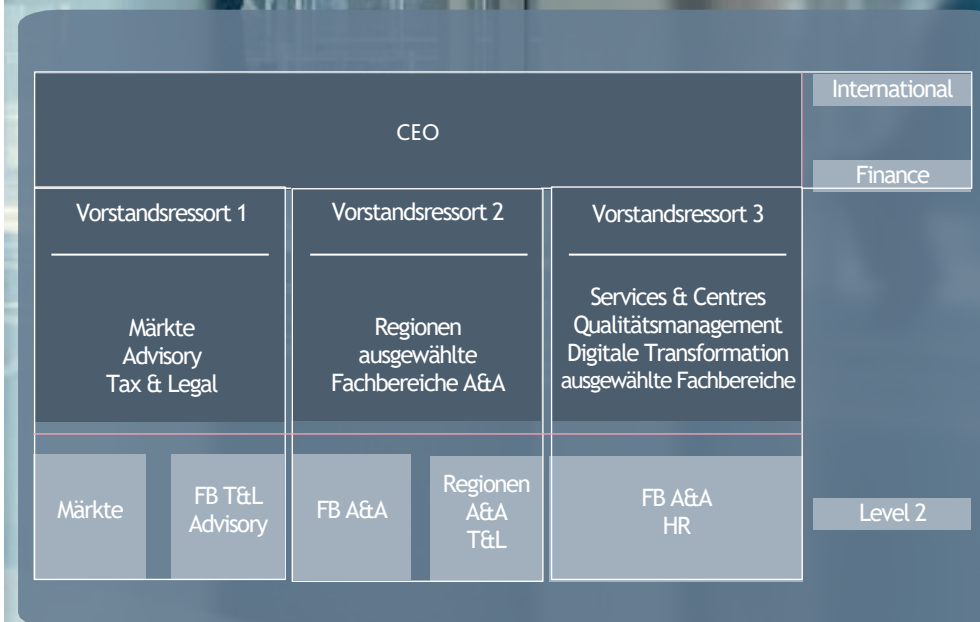 CEO
International
Finance
Vorstandsressort 1
Märkte
Advisory
Tax & Legal
Vorstandsressort 2
Regionen
ausgewählte
Fachbereiche A&A
Vorstandsressort 3
Services & Centres
Qualitätsmanagement
Digitale Transformation
ausgewählte Fachbereiche
Märkte
FB T&L
Advisory
FB A&A
Regionen
A&A
T&L
FB A&A
HR
Level 2